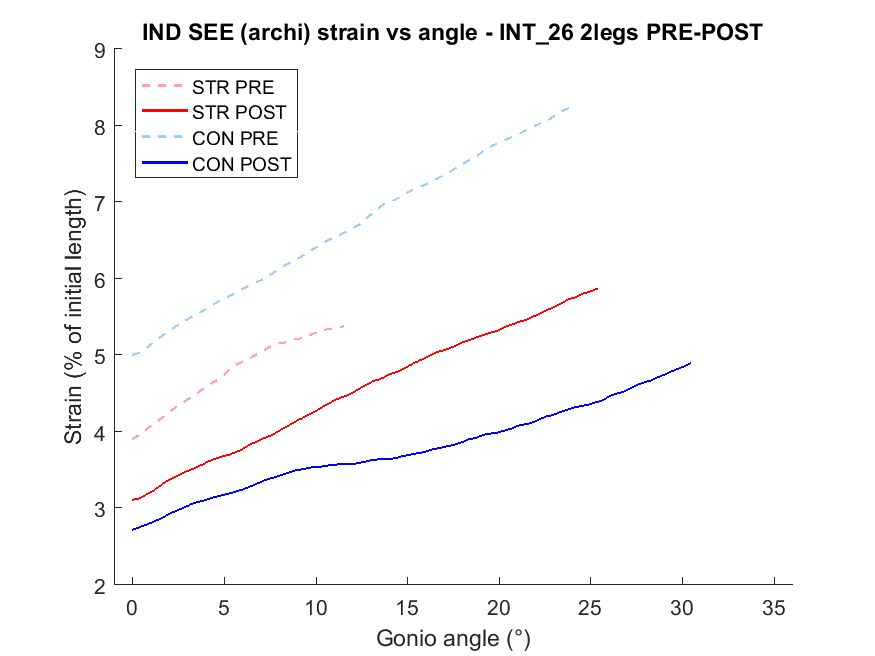 IND SEE (archi) strain vs angle - INT_26 2legs PRE-POST
STR PRE
STR POST
CON PRE
CON POST
Strain (% of initial length)
9
8
7
6
5
4
3
2
0 5 10 15 20 25 30 35
Gonio angle (°)